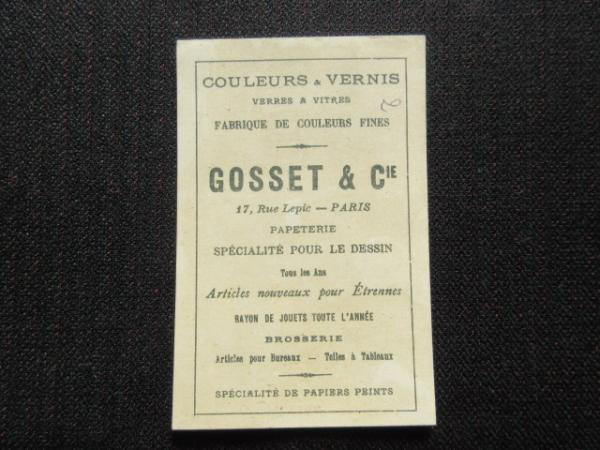 COULEURS & VERNIS
VERRES A VITRES
FABRIQUE DE COULEURS FINES
GOSSET & CIE
17, Rue Lepic — PARIS
PAPETERIE
SPÉCIALITÉ POUR LE DESSIN
Tous les Ans
Articles nouveaux pour Étrennes
RAYON DE JOUETS TOUTE L'ANNÉE
BROSSERIE
Articles pour Bureaux — Toiles à Tableaux
SPÉCIALITÉ DE PAPIERS PEINTS